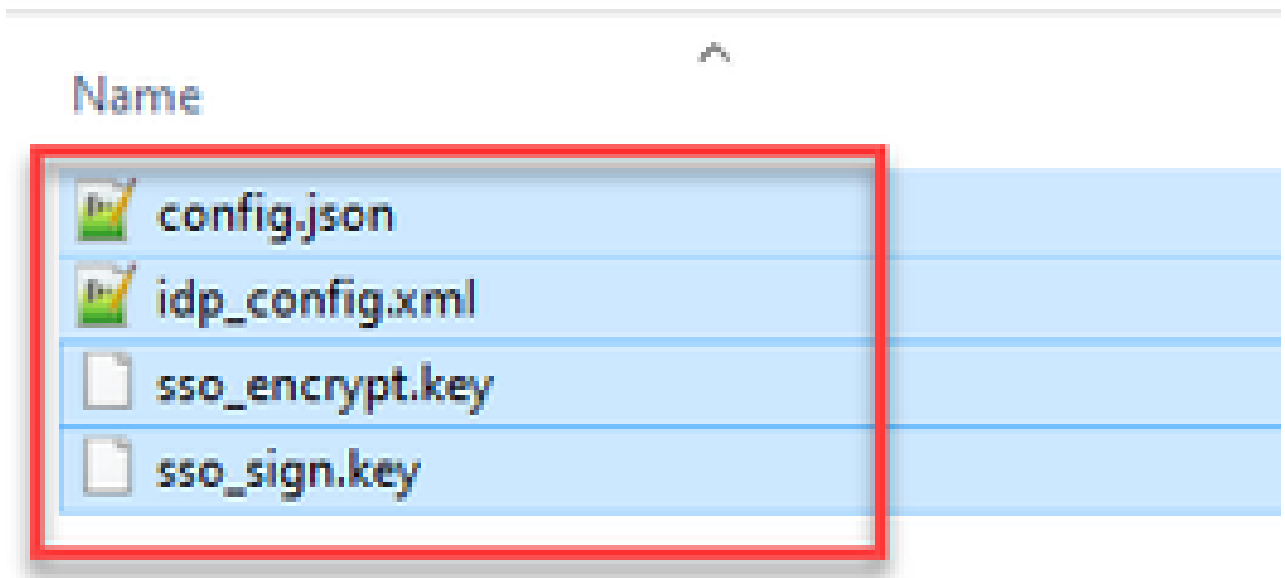 Name
config.json
idp_config.xml
sso_encrypt.key
sso_sign.key